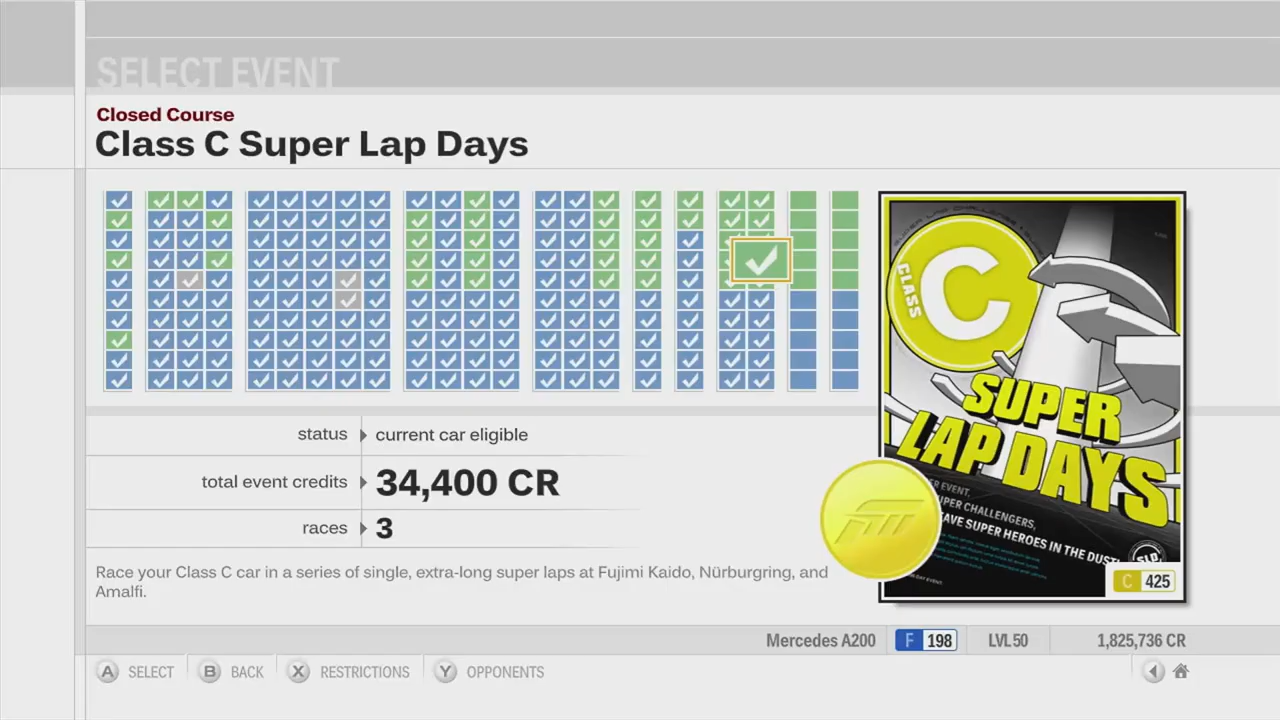 SELECT EVENT
Closed Course
Class C Super Lap Days
CLASS
C
SUPER
LAP DAYS
SUPER CHALLENGERS,
SUPER HEROES IN THE DUST!
SLD
C 425
status current car eligible
total event credits 34,400 CR
races 3
Race your Class C car in a series of single, extra-long super laps at Fujimi Kaido, Nürburgring, and
Amalfi.
Mercedes A200 F 198 LVL50 1,825,736 CR
A SELECT B BACK X RESTRICTIONS Y OPPONENTS